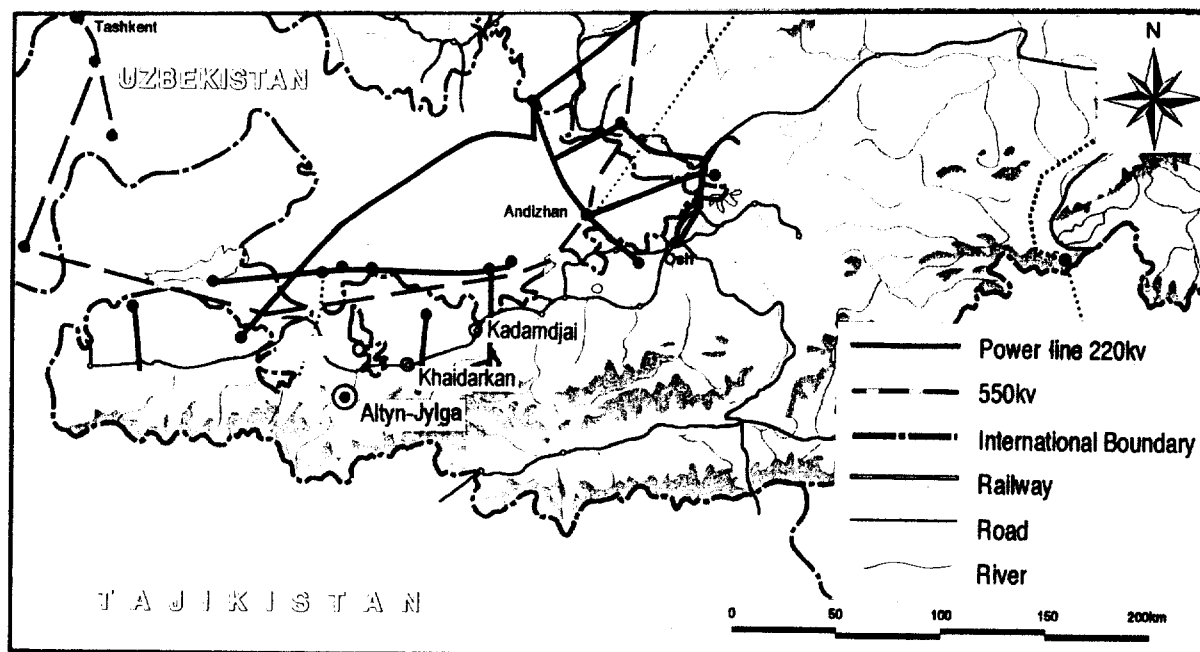 Tashkent
N
UZBEKISTAN
Andizhan
Osh
Kadamdjai
Khaidarkan
Altyn-Jylga
Power line 220kv
550kv
International Boundary
Railway
Road
River
TAJIKISTAN
0 50 100 150 200km